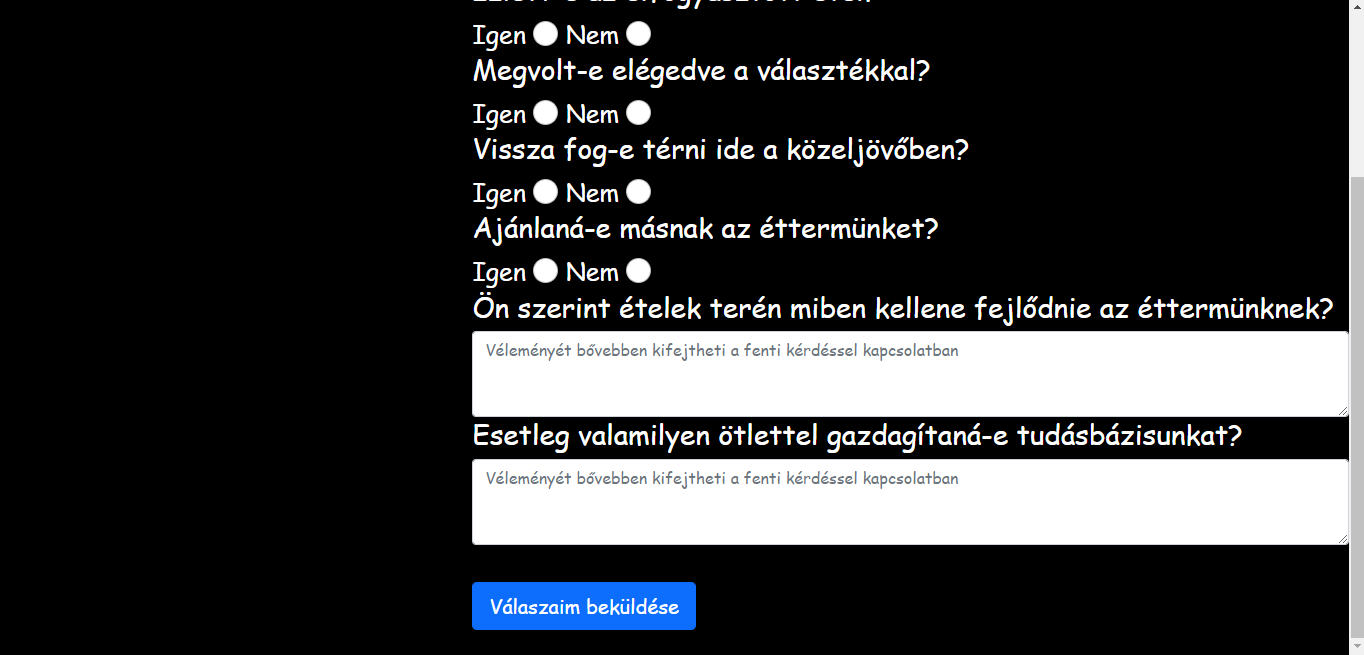 Igen Nem
Megvolt-e elégedve a választékkal?
Igen Nem
Vissza fog-e térni ide a közeljövőben?
Igen Nem
Ajánlaná-e másnak az éttermünket?
Igen Nem
Ön szerint ételek terén miben kellene fejlődnie az éttermünknek?
Véleményét bővebben kifejtheti a fenti kérdéssel kapcsolatban
Esetleg valamilyen ötlettel gazdagítaná-e tudásbázisunkat?
Véleményét bővebben kifejtheti a fenti kérdéssel kapcsolatban
Válaszaim beküldése